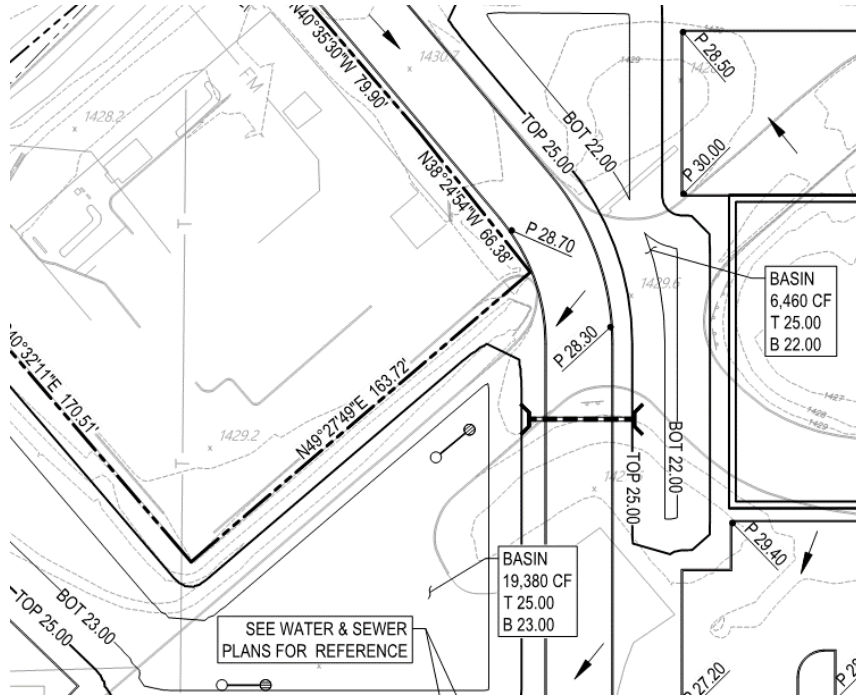 N40°35'30"W 79.90'
1430.7
1429
P 28.50
FM
1428.2
TOP 25.00
BOT 22.00
P 30.00
N38°24'54"W 66.38'
P 28.70
T
1429.6
BASIN
6,460 CF
T 25.00
B 22.00
P 28.30
40°32'11"E 170.51'
N49°27'49"E 163.72'
1429.2
T
1427
1428
1429
BOT 22.00
TOP 25.00
P 29.40
BASIN
19,380 CF
T 25.00
B 23.00
BOT 23.00
TOP 25.00
SEE WATER & SEWER
PLANS FOR REFERENCE
P 27.20